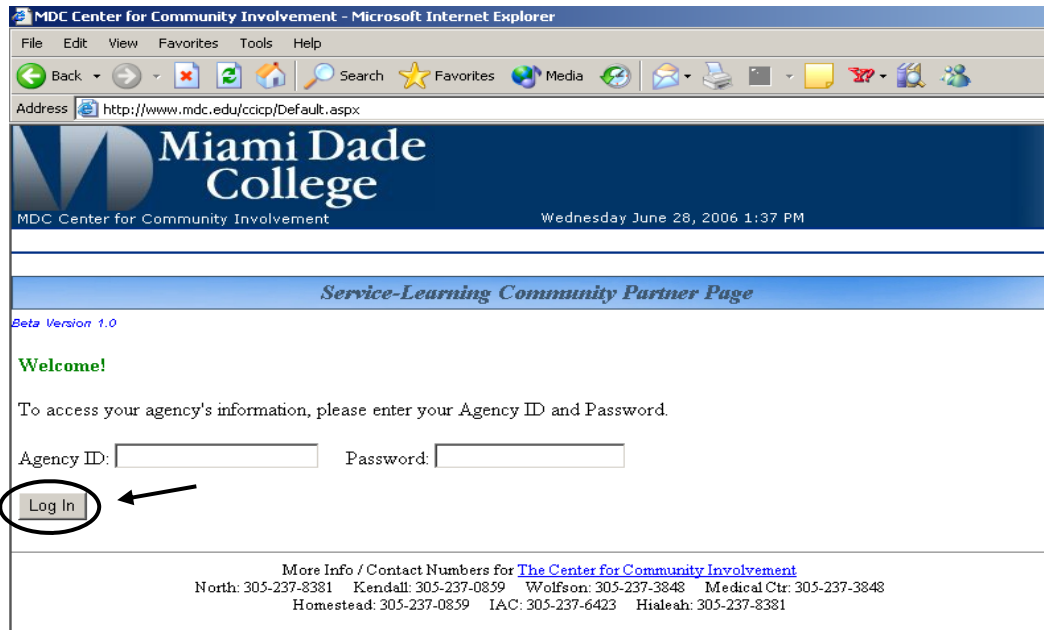 MDC Center for Community Involvement - Microsoft Internet Explorer
File Edit View Favorites Tools Help
Back Search Favorites Media
Address http://www.mdc.edu/ccicp/Default.aspx
Miami Dade
College
MDC Center for Community Involvement Wednesday June 28, 2006 1:37 PM
Service-Learning Community Partner Page
Beta Version 1.0
Welcome!
To access your agency's information, please enter your Agency ID and Password.
Agency ID: Password:
Log In
More Info / Contact Numbers for The Center for Community Involvement
North: 305-237-8381 Kendall: 305-237-0859 Wolfson: 305-237-3848 Medical Ctr: 305-237-3848
Homestead: 305-237-0859 IAC: 305-237-6423 Hialeah: 305-237-8381